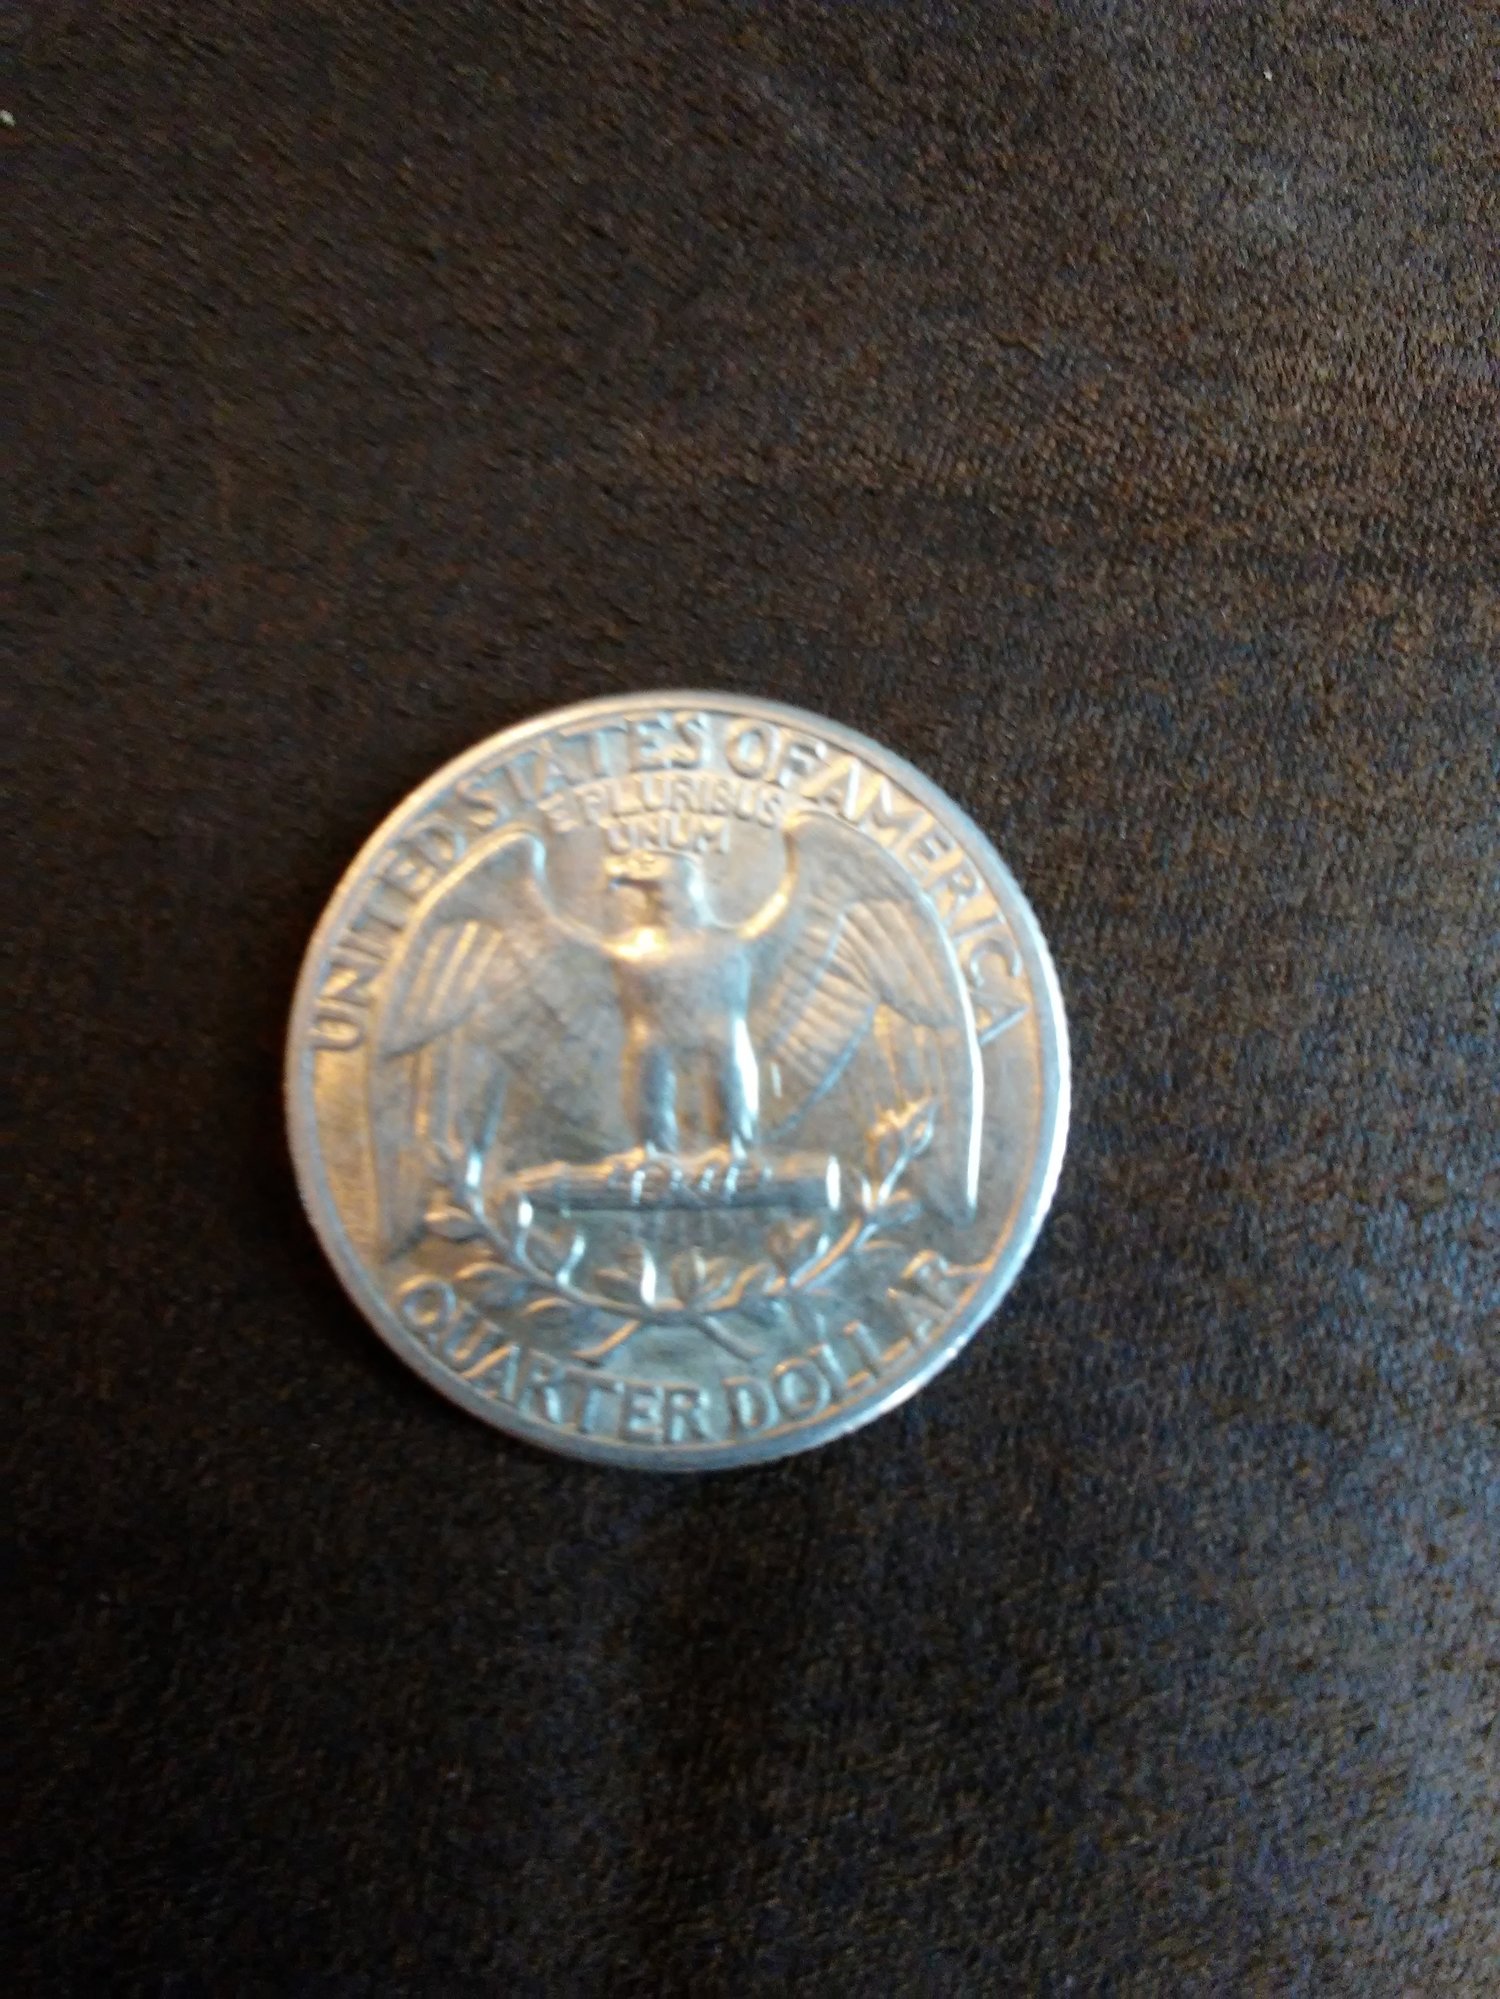 UNITED STATES OF AMERICA
E PLURIBUS
UNUM
QUARTER DOLLAR